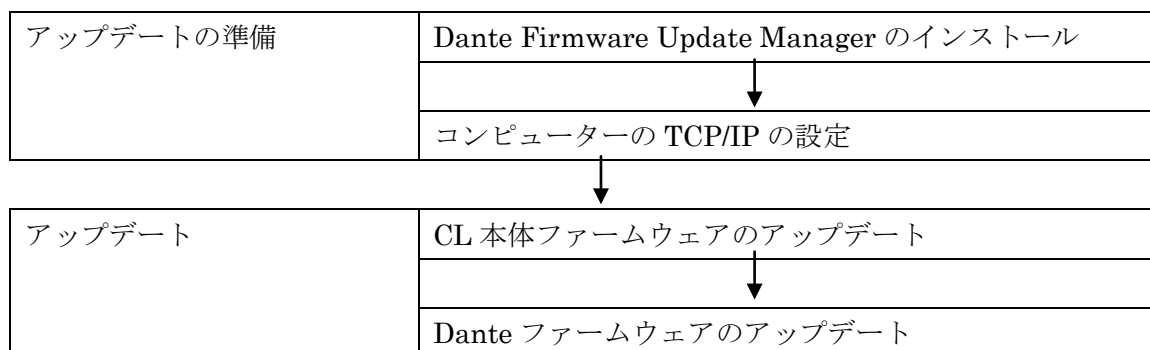 アップデートの準備
Dante Firmware Update Manager のインストール
コンピューターの TCP/IP の設定
アップデート
CL 本体ファームウェアのアップデート
Dante ファームウェアのアップデート